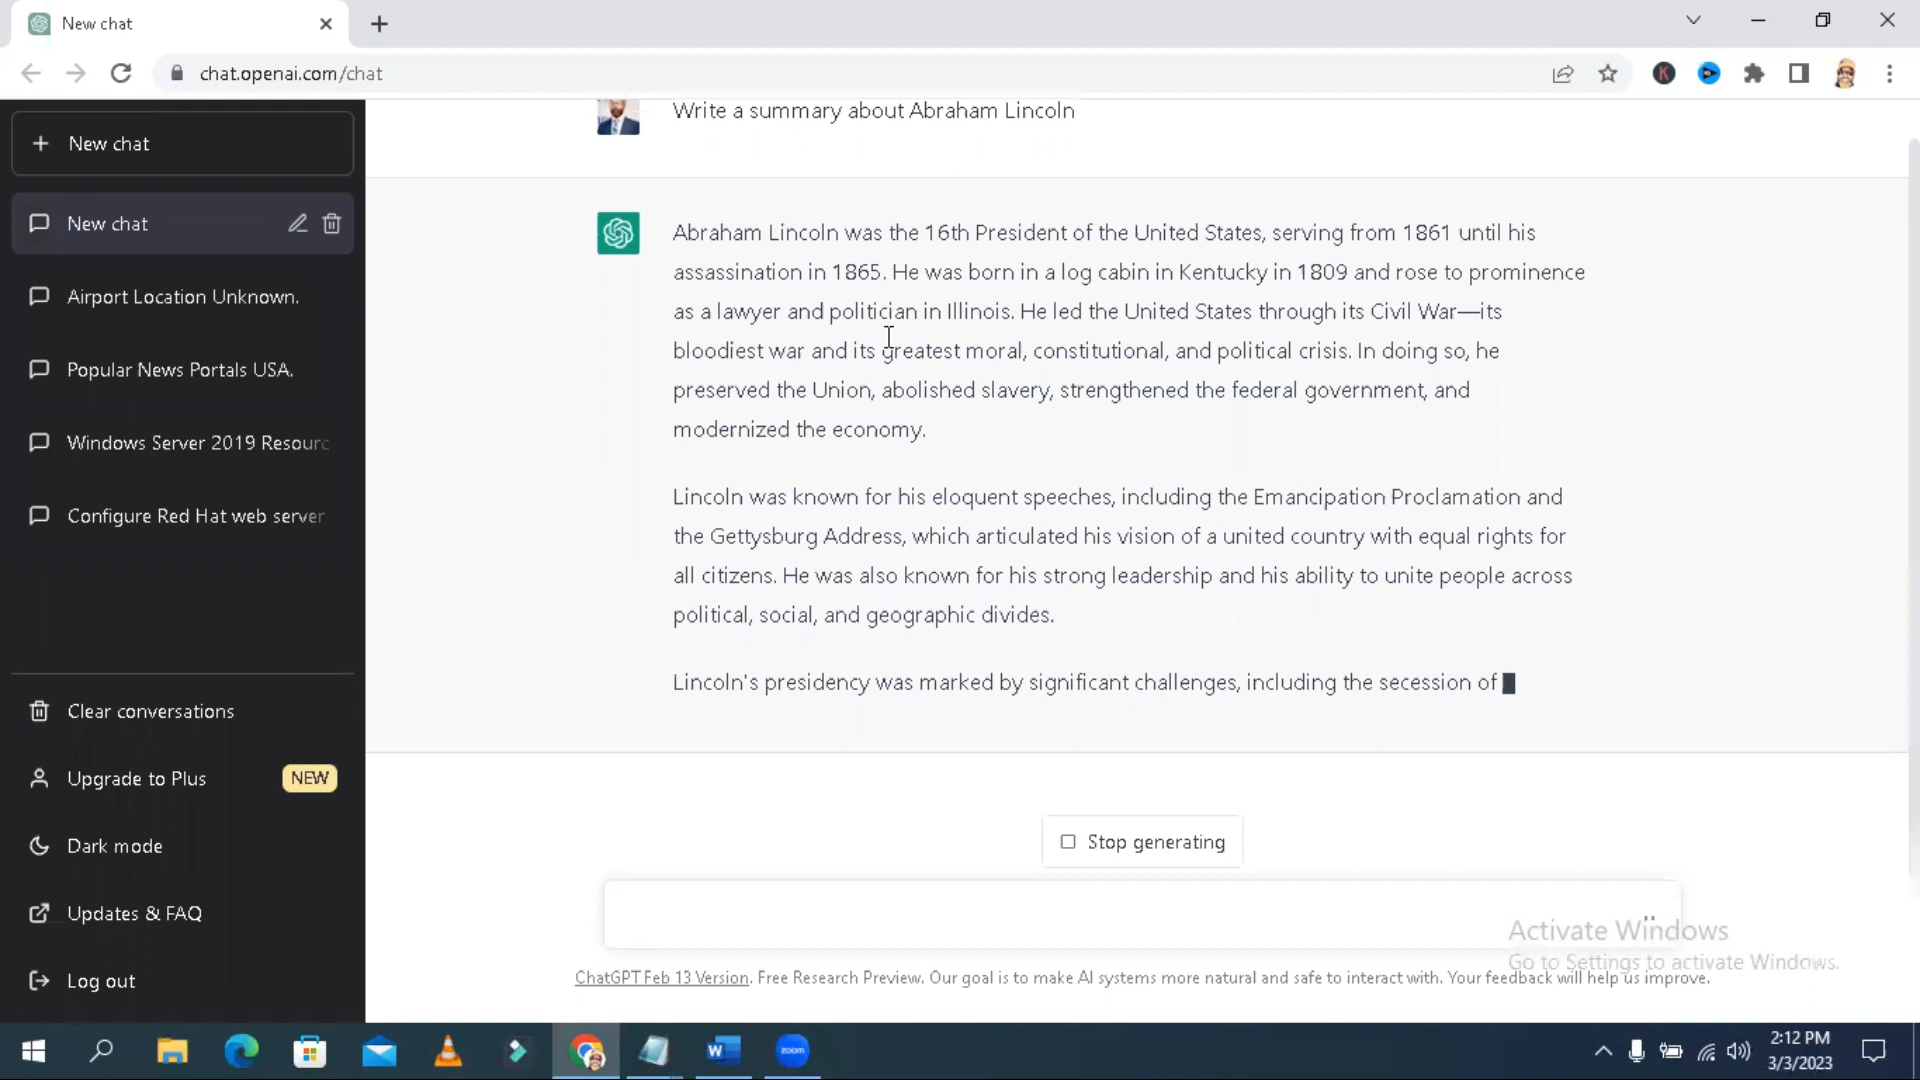 New chat
chat.openai.com/chat
K
New chat
New chat
Airport Location Unknown.
Popular News Portals USA.
Windows Server 2019 Resourc
Configure Red Hat web server
Clear conversations
Upgrade to Plus NEW
Dark mode
Updates & FAQ
Log out
Write a summary about Abraham Lincoln
Abraham Lincoln was the 16th President of the United States, serving from 1861 until his
assassination in 1865. He was born in a log cabin in Kentucky in 1809 and rose to prominence
as a lawyer and politician in Illinois. He led the United States through its Civil War—its
bloodiest war and its greatest moral, constitutional, and political crisis. In doing so, he
preserved the Union, abolished slavery, strengthened the federal government, and
modernized the economy.
Lincoln was known for his eloquent speeches, including the Emancipation Proclamation and
the Gettysburg Address, which articulated his vision of a united country with equal rights for
all citizens. He was also known for his strong leadership and his ability to unite people across
political, social, and geographic divides.
Lincoln's presidency was marked by significant challenges, including the secession of
Stop generating
Activate Windows
Go to Settings to activate Windows.
ChatGPT Feb 13 Version. Free Research Preview. Our goal is to make AI systems more natural and safe to interact with. Your feedback will help us improve.
W
zoom
2:12 PM
3/3/2023